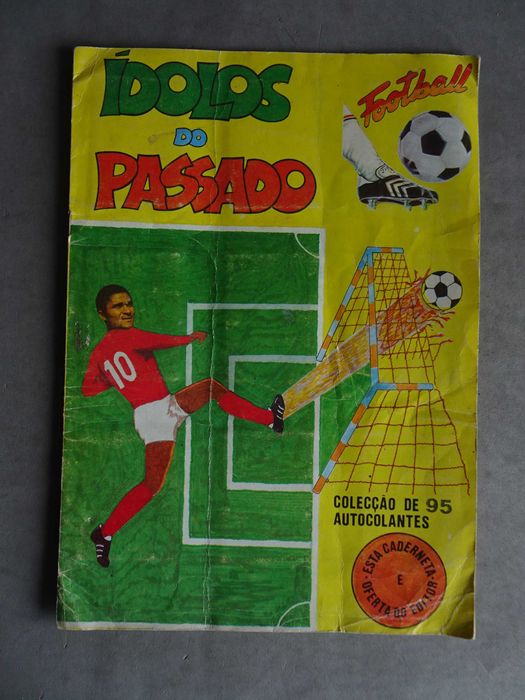 ÍDOLOS
DO
PASSADO
Football
10
COLECÇÃO DE 95
AUTOCOLANTES
ESTA CADERNETA
É
OFERTA DO EDITOR